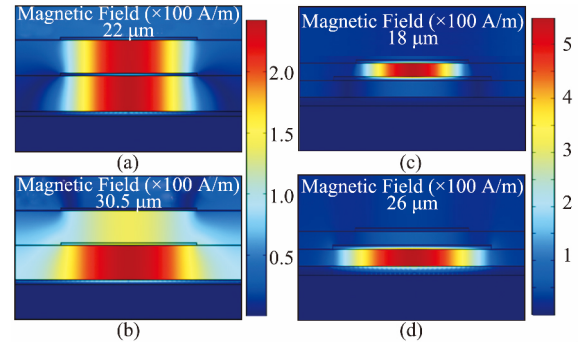 Magnetic Field (×100 A/m)
22 μm
(a)
Magnetic Field (×100 A/m)
30.5 μm
(b)
2.0
1.5
1.0
0.5
Magnetic Field (×100 A/m)
18 μm
(c)
Magnetic Field (×100 A/m)
26 μm
(d)
5
4
3
2
1